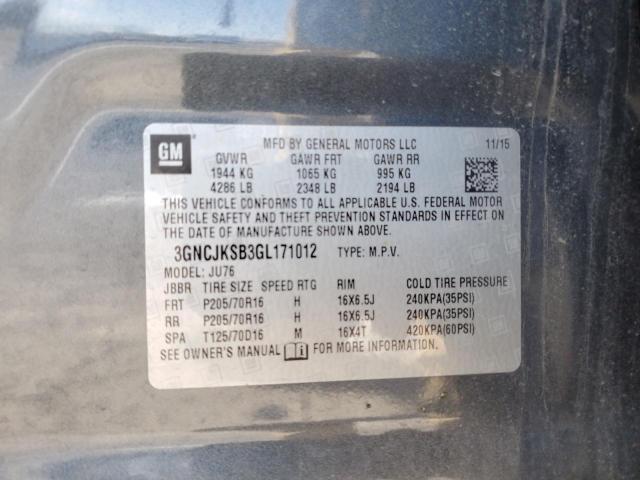 GM
MFD BY GENERAL MOTORS LLC 11/15
GVWR GAWR FRT GAWR RR
1944 KG 1065 KG 995 KG
4286 LB 2348 LB 2194 LB
THIS VEHICLE CONFORMS TO ALL APPLICABLE U.S. FEDERAL MOTOR
VEHICLE SAFETY AND THEFT PREVENTION STANDARDS IN EFFECT ON
THE DATE OF MANUFACTURE SHOWN ABOVE.
3GNCJKSB3GL171012 TYPE: M.P.V.
MODEL: JU76
JBBR TIRE SIZE SPEED RTG RIM COLD TIRE PRESSURE
FRT P205/70R16 H 16X6.5J 240KPA(35PSI)
RR P205/70R16 H 16X6.5J 240KPA(35PSI)
SPA T125/70D16 M 16X4T 420KPA(60PSI)
SEE OWNER'S MANUAL FOR MORE INFORMATION.